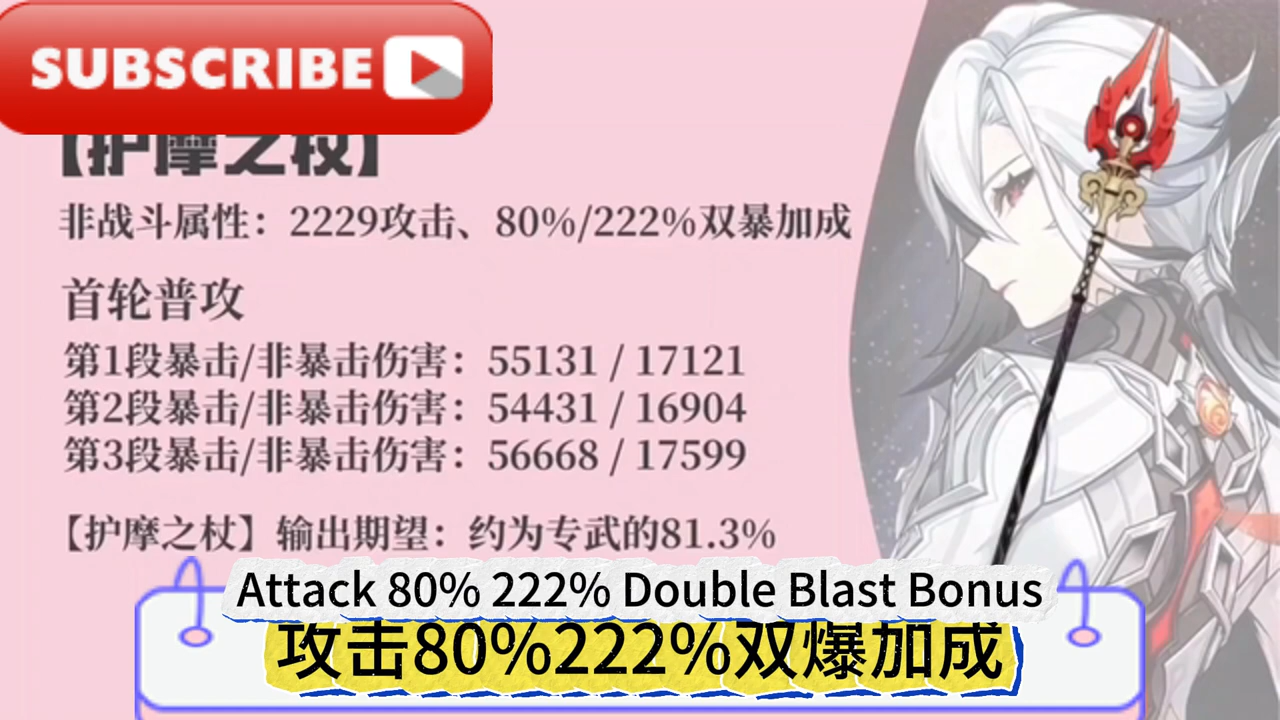 SUBSCRIBE
【护摩之杖】
非战斗属性：2229攻击、80%/222%双暴加成
首轮普攻
第1段暴击/非暴击伤害：55131 / 17121
第2段暴击/非暴击伤害：54431 / 16904
第3段暴击/非暴击伤害：56668 / 17599
【护摩之杖】输出期望：约为专武的81.3%
Attack 80% 222% Double Blast Bonus
攻击80%222%双爆加成